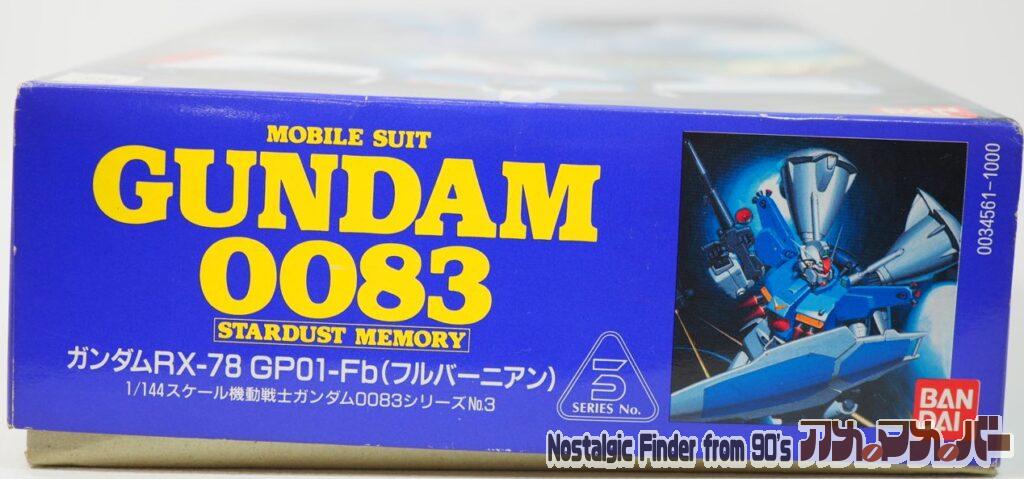 MOBILE SUIT
GUNDAM
0083
STARDUST MEMORY
ガンダムRX-78 GP01-Fb(フルバーニアン)
1/144スケール機動戦士ガンダム0083シリーズNo.3
3
SERIES No.
0034561-1000
BAN
DAI
Nostalgic Finder from 90's